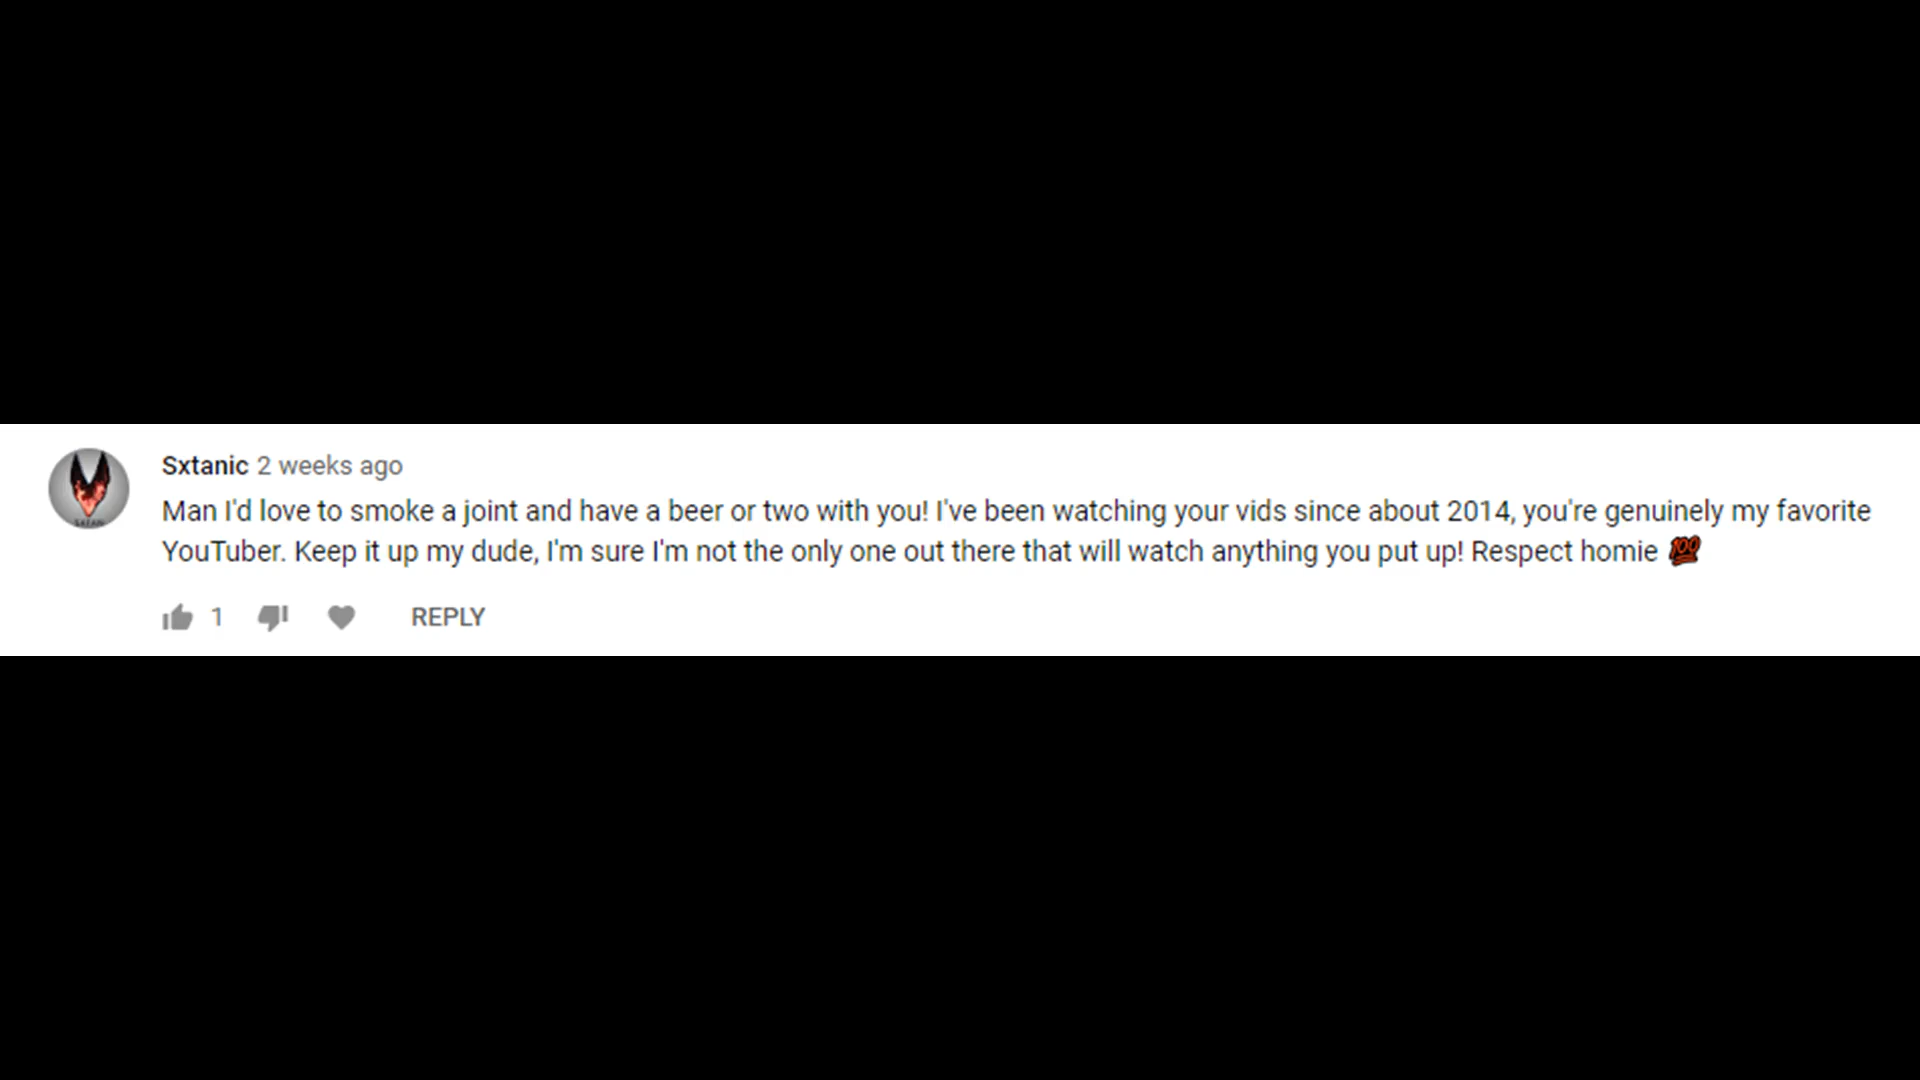 Sxtanic 2 weeks ago
Man I'd love to smoke a joint and have a beer or two with you! I've been watching your vids since about 2014, you're genuinely my favorite
YouTuber. Keep it up my dude, I'm sure I'm not the only one out there that will watch anything you put up! Respect homie 💯
1 REPLY